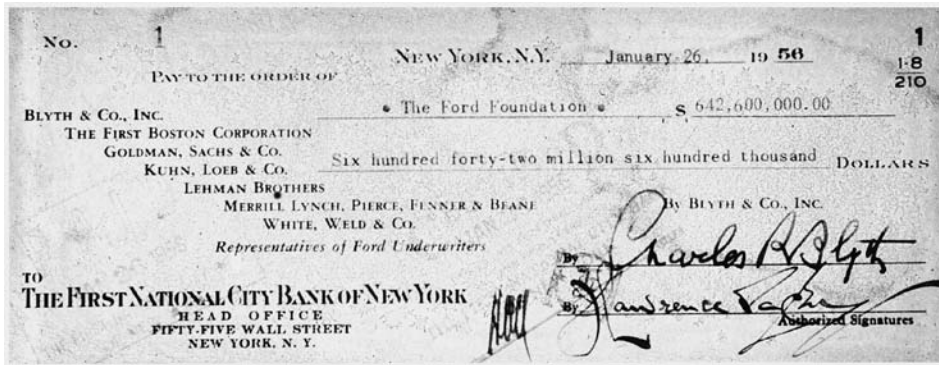 No. 1 1
New York, N.Y. January 26, 19 56
1-8
210
Pay to the order of
• The Ford Foundation • $ 642,600,000.00
Blyth & Co., Inc.
The First Boston Corporation
Goldman, Sachs & Co.
Kuhn, Loeb & Co.
Six hundred forty-two million six hundred thousand Dollars
Lehman Brothers
Merrill Lynch, Pierce, Fenner & Beane
White, Weld & Co.
Representatives of Ford Underwriters
By Blyth & Co., Inc.
By Charles R Blyth
By Lawrence
Authorized Signatures
TO
The First National City Bank of New York
HEAD OFFICE
FIFTY-FIVE WALL STREET
NEW YORK, N. Y.